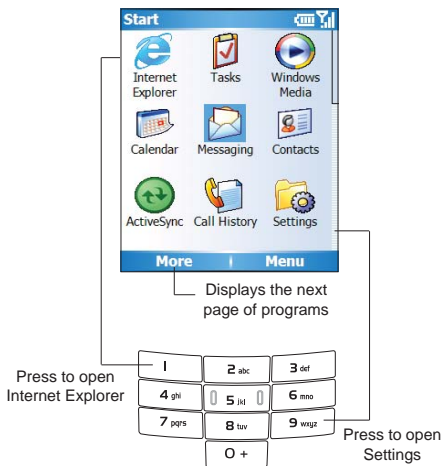 Start
Internet Explorer
Tasks
Windows Media
Calendar
Messaging
Contacts
ActiveSync
Call History
Settings
More
Menu
Displays the next
page of programs
Press to open
Internet Explorer
1
2 abc
3 def
4 ghi
5 jkl
6 mno
7 pqrs
8 tuv
9 wxyz
0 +
Press to open
Settings